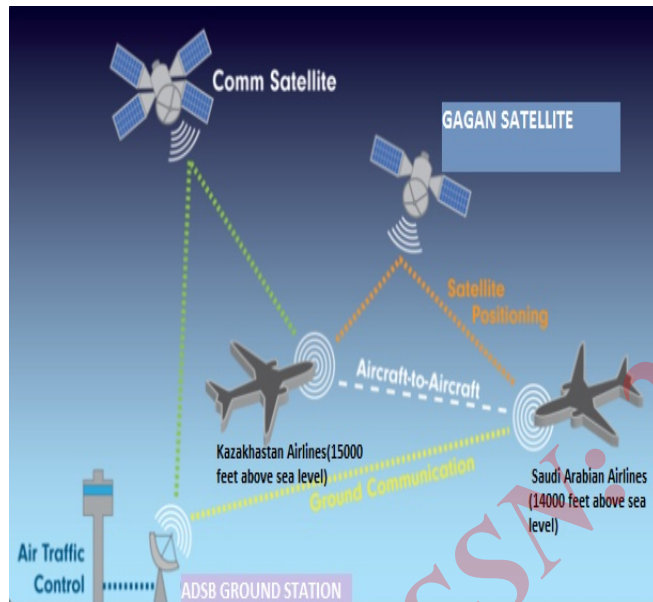 Comm Satellite
GAGAN SATELLITE
Satellite
Positioning
Aircraft-to-Aircraft
Kazakhastan Airlines(15000
feet above sea level)
Ground Communication
Saudi Arabian Airlines
(14000 feet above sea
level)
Air Traffic
Control
ADSB GROUND STATION
SSN: